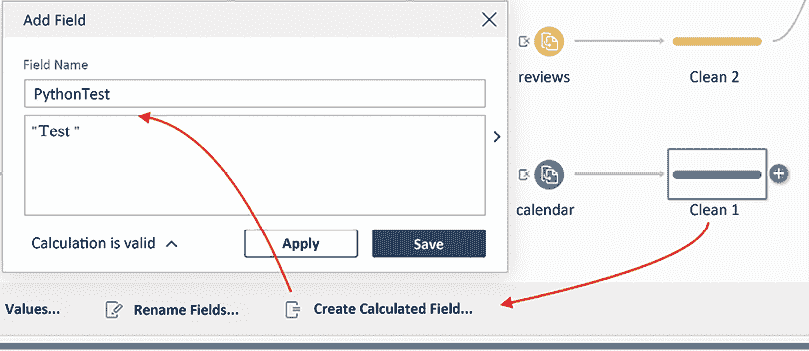 Add Field
Field Name
PythonTest
"Test "
Calculation is valid
Apply
Save
reviews
Clean 2
calendar
Clean 1
Values...
Rename Fields...
Create Calculated Field...